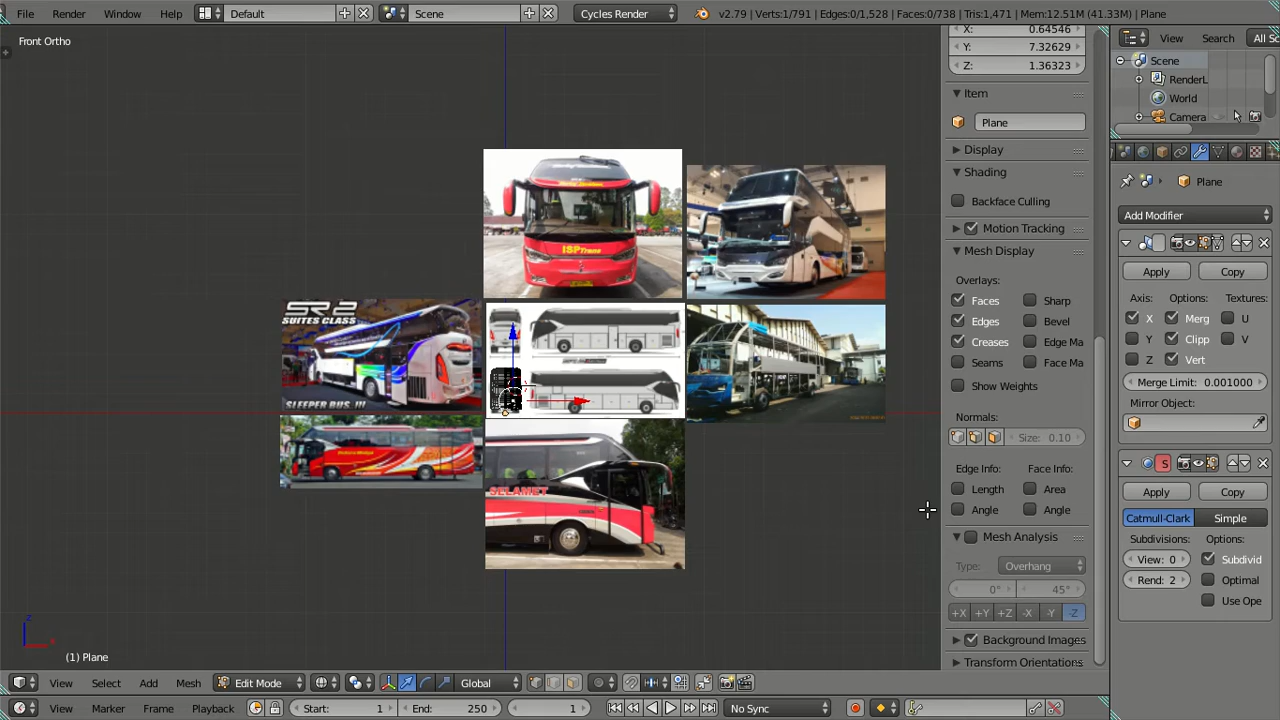 File Render Window Help Default Scene Cycles Render v2.79 | Verts:1/791 | Edges:0/1,528 | Faces:0/738 | Tris:1,471 | Mem:12.51M (41.33M) | Plane
Front Ortho
X: 0.64546
Y: 7.32629
Z: 1.36323
Item
Plane
Display
Shading
Backface Culling
Motion Tracking
Mesh Display
Overlays:
Faces Sharp
Edges Bevel
Creases Edge Ma
Seams Face Ma
Show Weights
Normals:
Size: 0.10
Edge Info: Face Info:
Length Area
Angle Angle
Mesh Analysis
Type: Overhang
0° 45°
+X +Y +Z -X -Y -Z
Background Images
Transform Orientations
View Search All Sc
Scene
RenderL
World
Camera
Plane
Add Modifier
Apply Copy
Axis: Options: Textures:
X Merg U
Y Clipp V
Z Vert
Merge Limit: 0.001000
Mirror Object:
S
Apply Copy
Catmull-Clark Simple
Subdivisions: Options:
View: 0 Subdivid
Rend: 2 Optimal
Use Ope
ISPTrans
SR2
SUITES CLASS
SLEEPER BUS !!!
SELAMET
z
x
(1) Plane
View Select Add Mesh Edit Mode Global
View Marker Frame Playback Start: 1 End: 250 1 No Sync